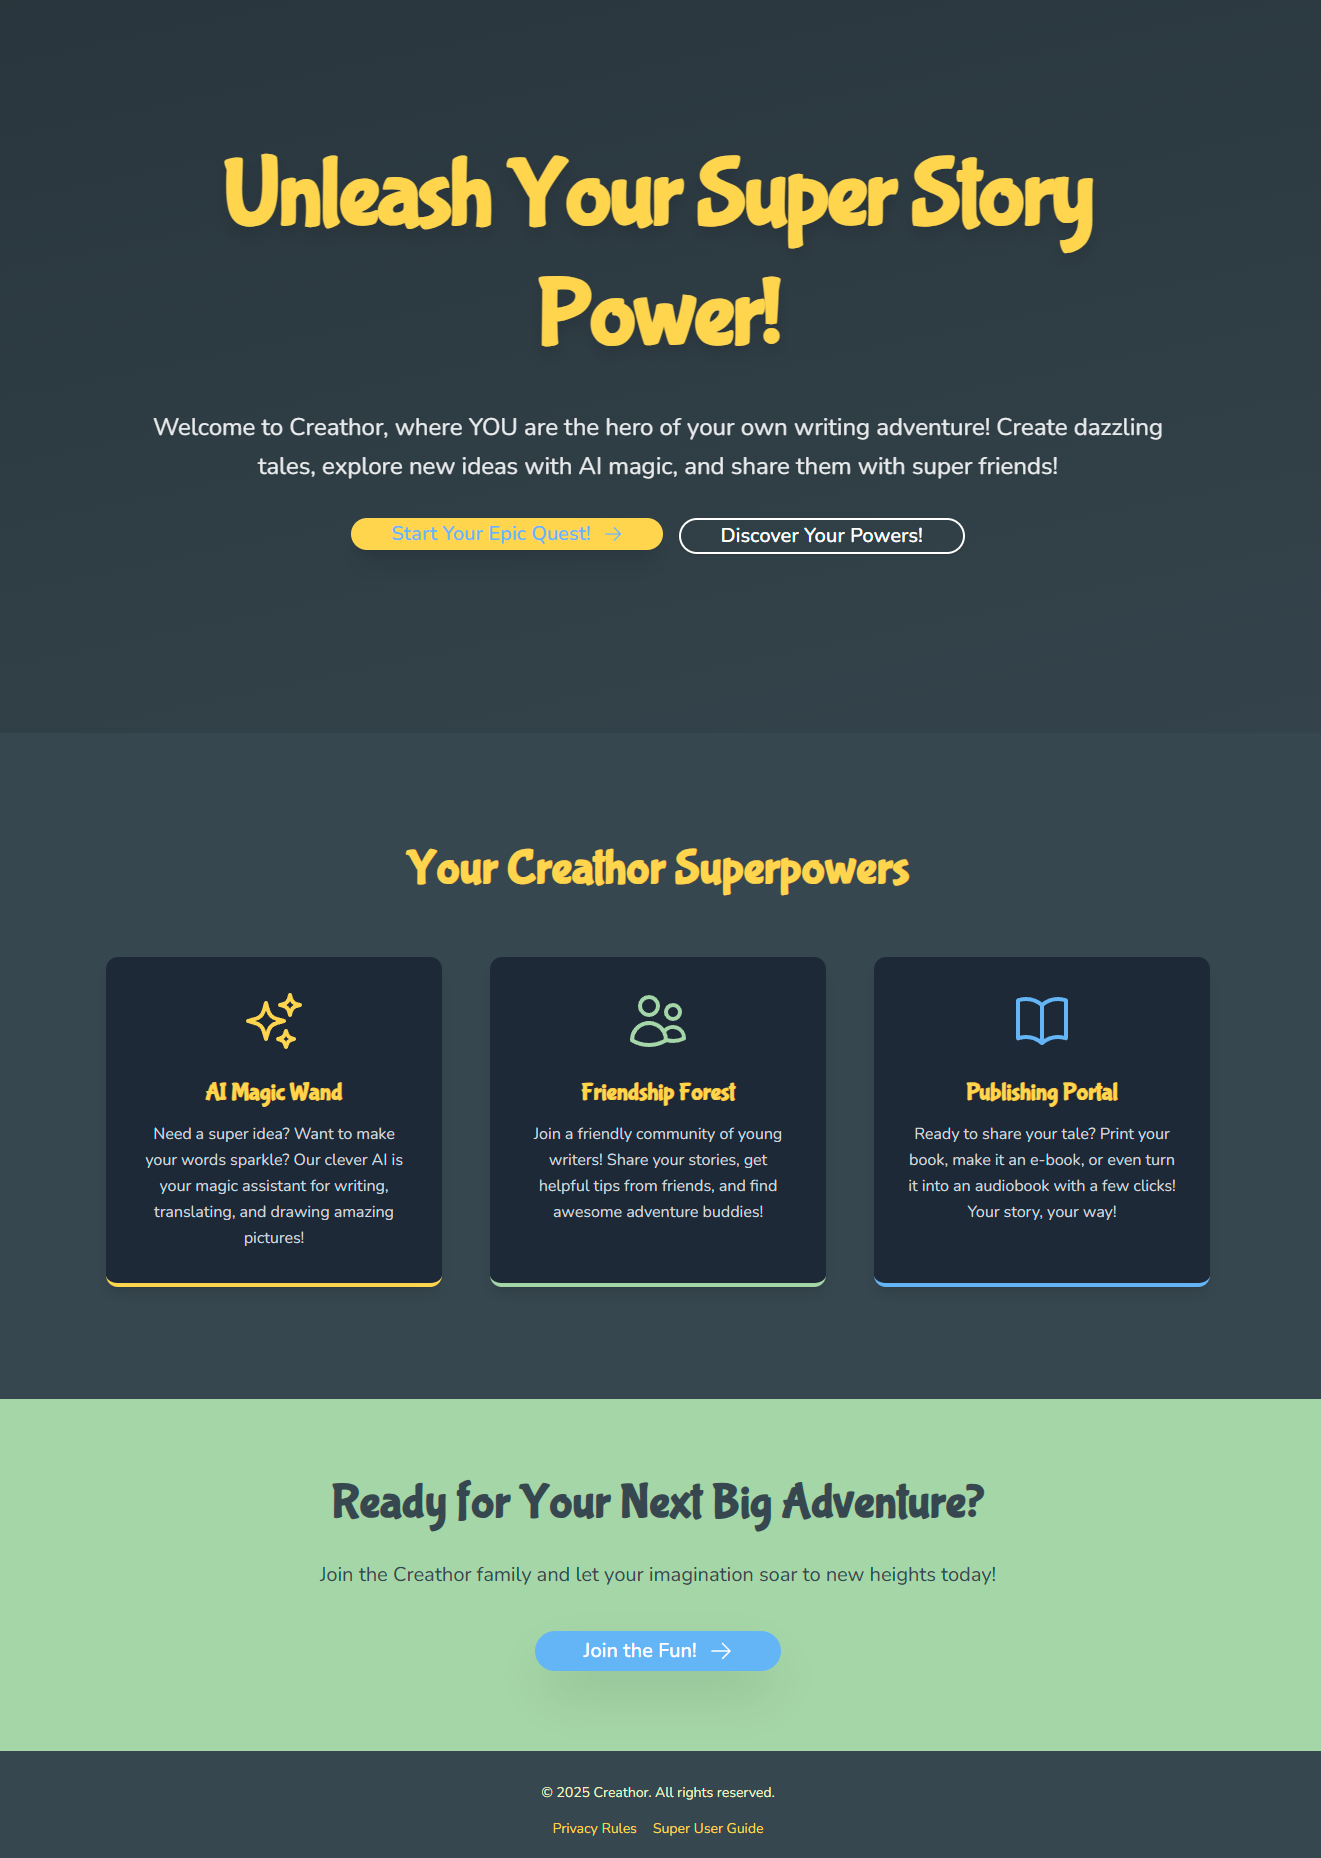 Unleash Your Super Story
Power!
Welcome to Creathor, where YOU are the hero of your own writing adventure! Create dazzling
tales, explore new ideas with AI magic, and share them with super friends!
Start Your Epic Quest! →
Discover Your Powers!
Your Creathor Superpowers
AI Magic Wand
Need a super idea? Want to make
your words sparkle? Our clever AI is
your magic assistant for writing,
translating, and drawing amazing
pictures!
Friendship Forest
Join a friendly community of young
writers! Share your stories, get
helpful tips from friends, and find
awesome adventure buddies!
Publishing Portal
Ready to share your tale? Print your
book, make it an e-book, or even turn
it into an audiobook with a few clicks!
Your story, your way!
Ready for Your Next Big Adventure?
Join the Creathor family and let your imagination soar to new heights today!
Join the Fun! →
© 2025 Creathor. All rights reserved.
Privacy Rules Super User Guide